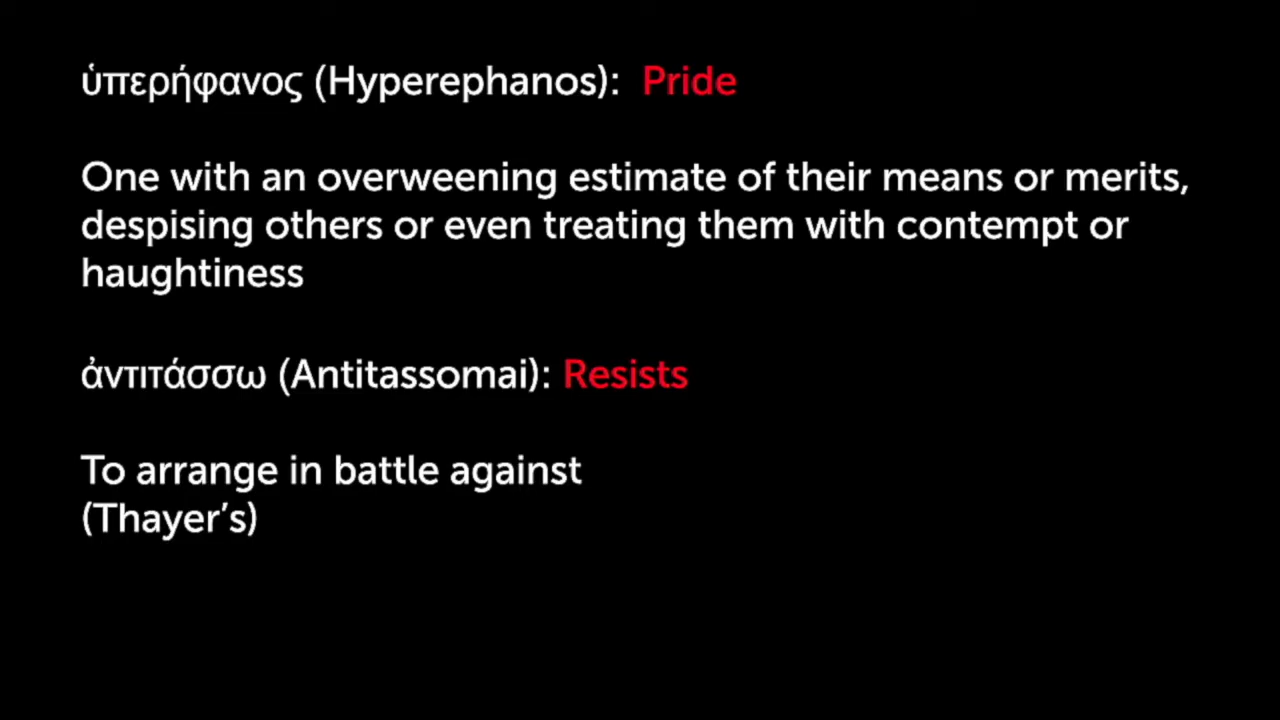 ὑπερήφανος (Hyperephanos): Pride
One with an overweening estimate of their means or merits,
despising others or even treating them with contempt or
haughtiness
ἀντιτάσσω (Antitassomai): Resists
To arrange in battle against
(Thayer’s)